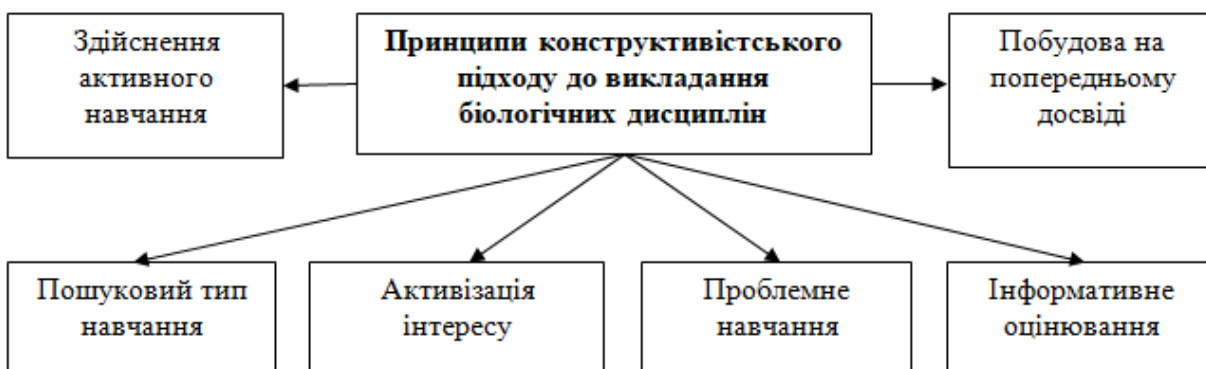 Здійснення
активного
навчання
Принципи конструктивістського
підходу до викладання
біологічних дисциплін
Побудова на
попередньому
досвіді
Пошуковий тип
навчання
Активізація
інтересу
Проблемне
навчання
Інформативне
оцінювання